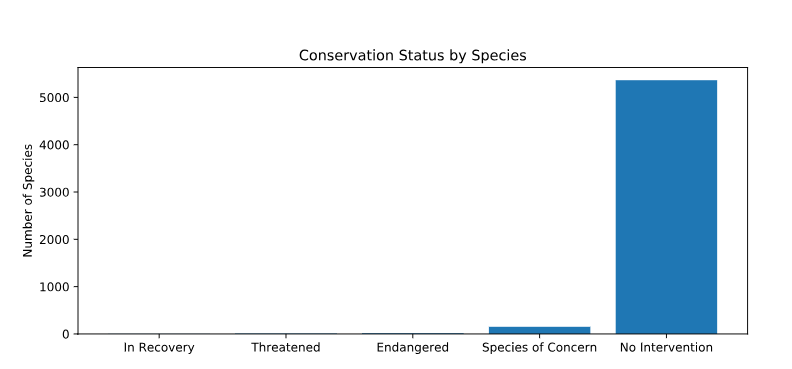 Conservation Status by Species
Number of Species
5000
4000
3000
2000
1000
0
In Recovery
Threatened
Endangered
Species of Concern
No Intervention